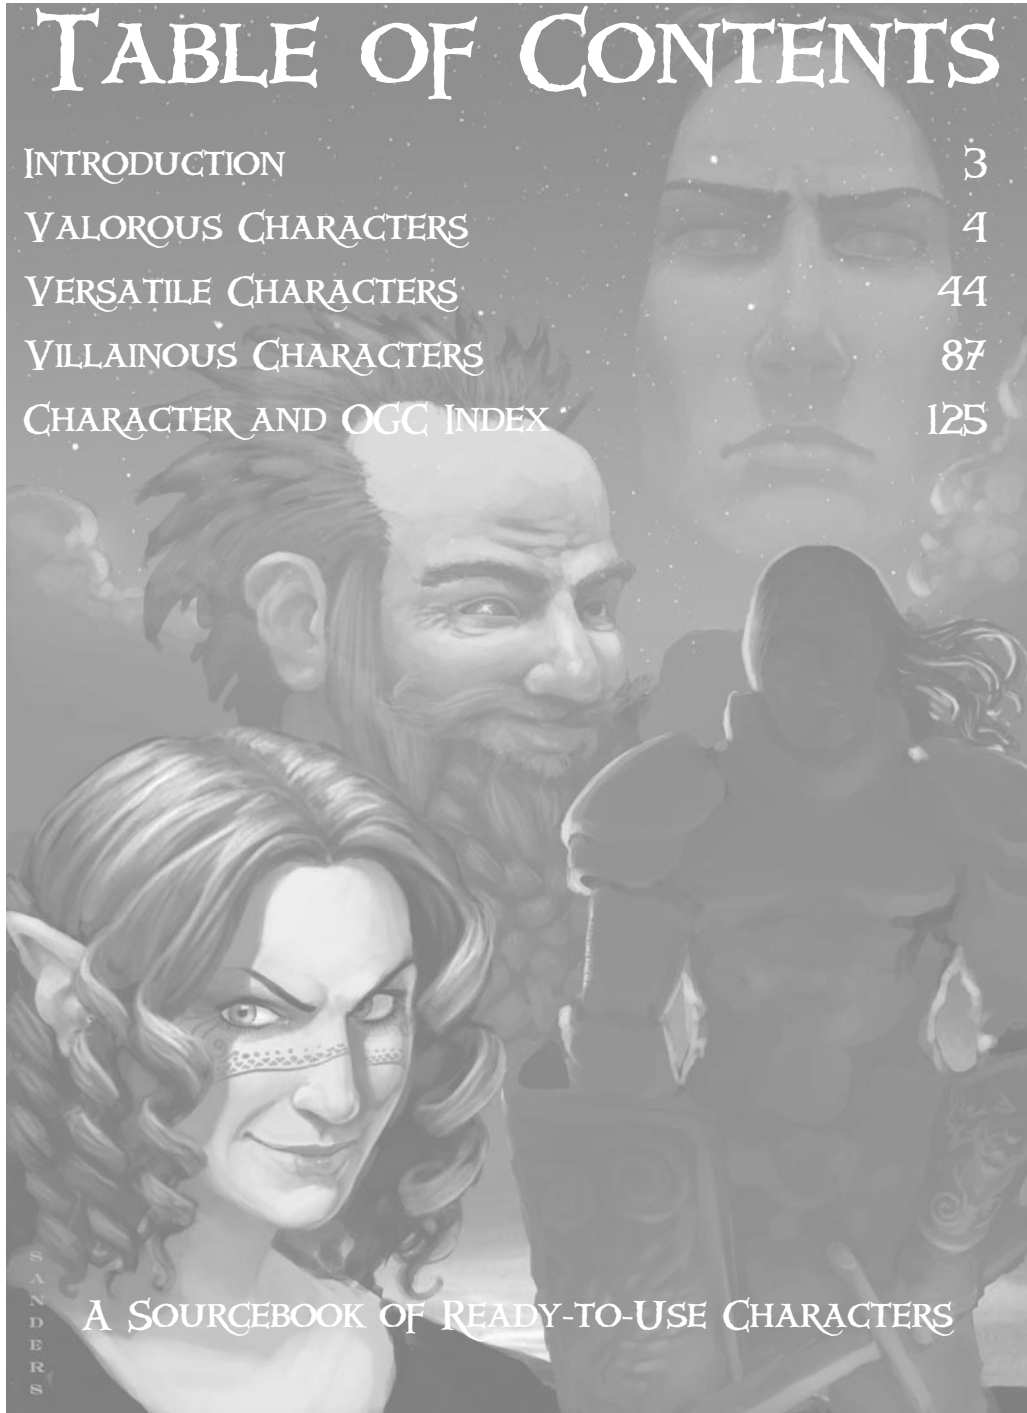 Table of Contents
Introduction 3
Valorous Characters 4
Versatile Characters 44
Villainous Characters 87
Character and OGC Index 125
A Sourcebook of Ready-to-Use Characters
SANDERS